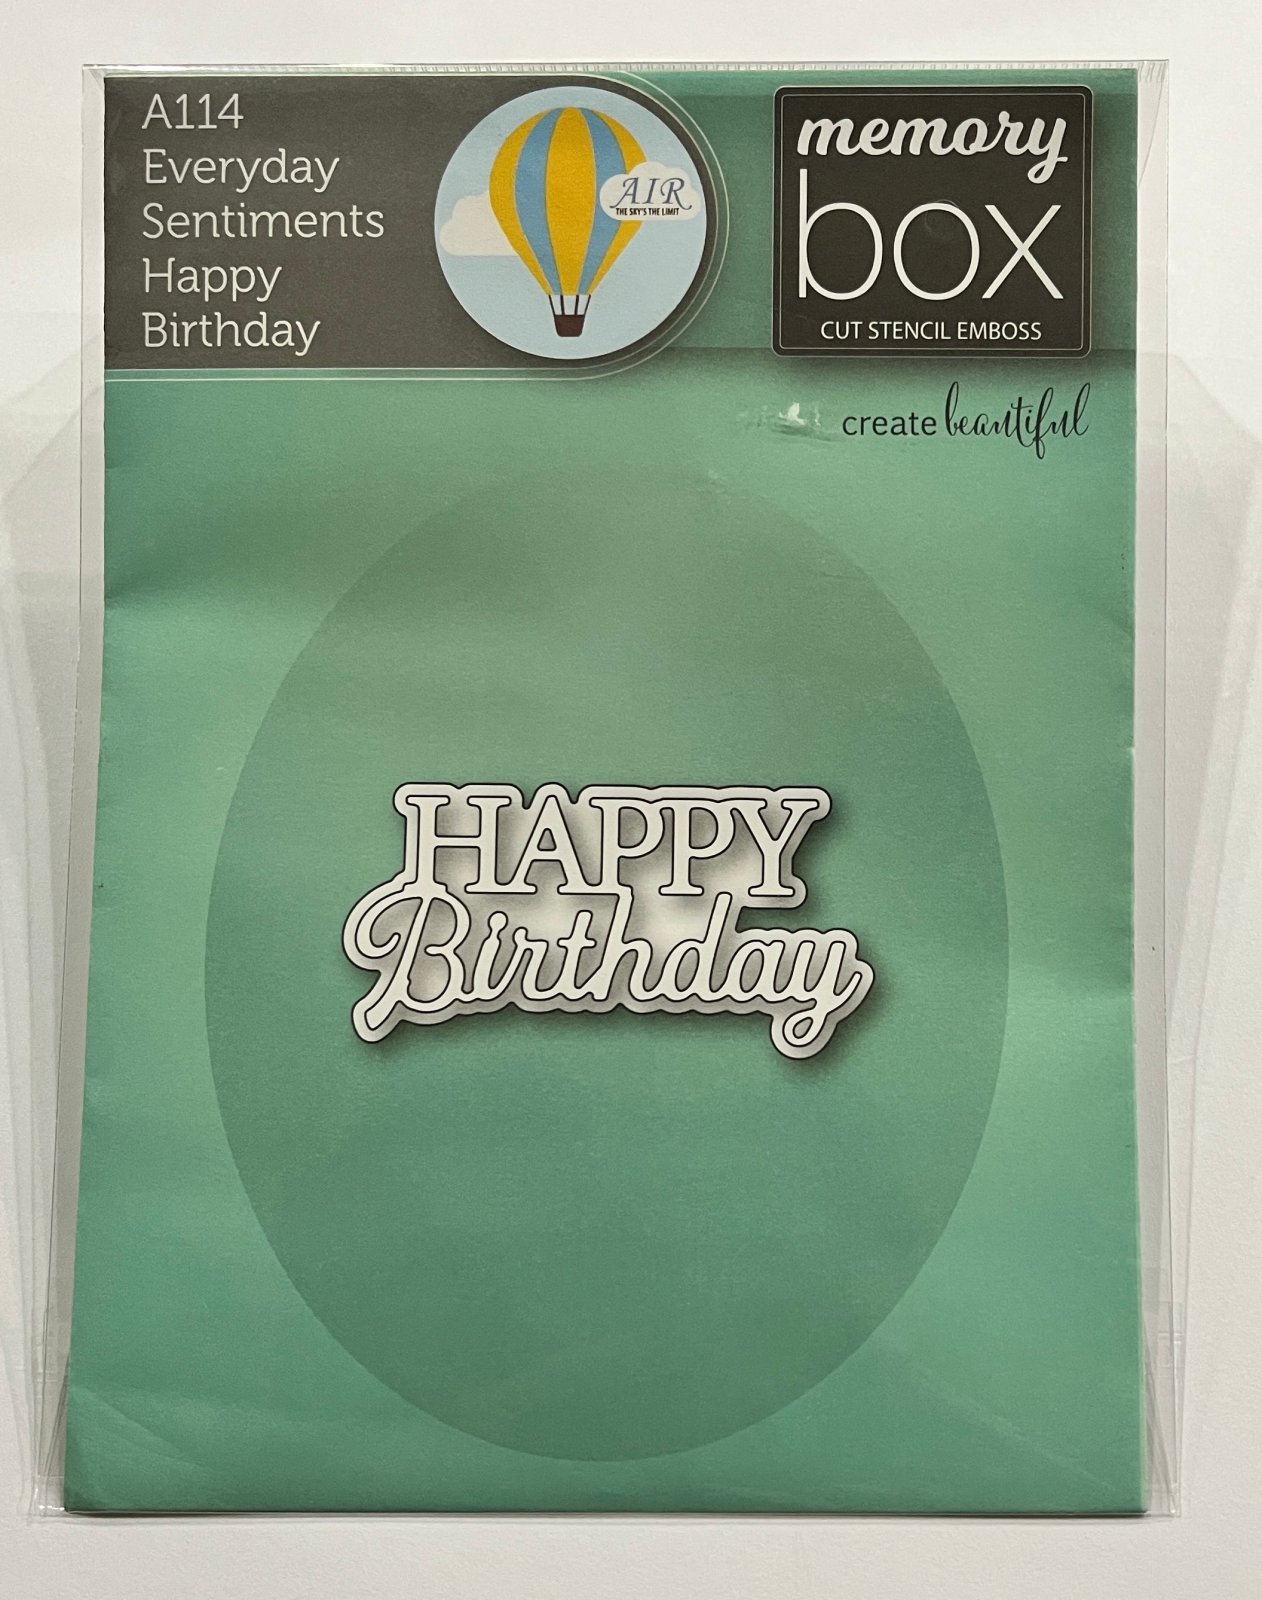 A114
Everyday
Sentiments
Happy
Birthday
AIR
THE SKY'S THE LIMIT
memory
box
CUT STENCIL EMBOSS
create beautiful
HAPPY
Birthday